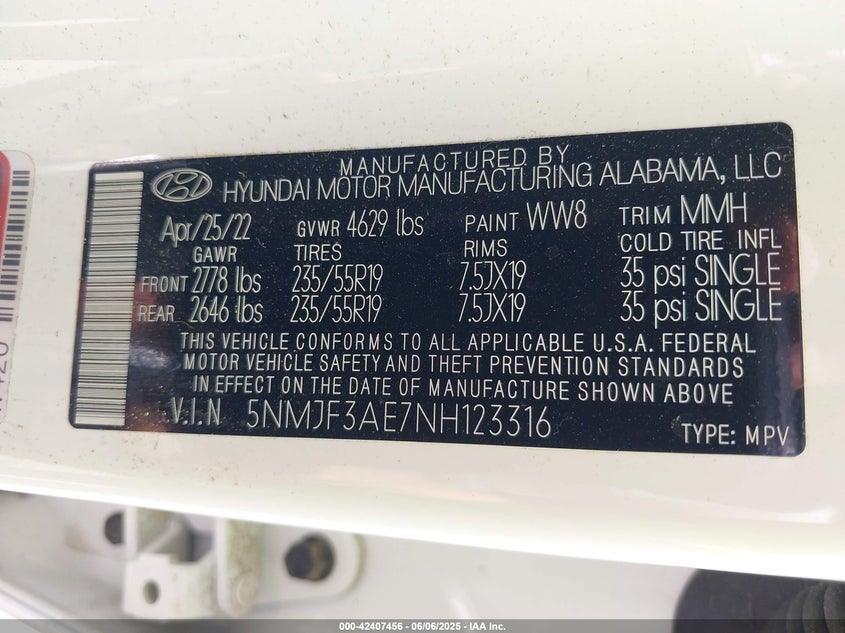 MANUFACTURED BY
HYUNDAI MOTOR MANUFACTURING ALABAMA, LLC
Apr/25/22 GVWR 4629 lbs PAINT WW8 TRIM MMH
GAWR TIRES RIMS COLD TIRE INFL
FRONT 2778 lbs 235/55R19 7.5JX19 35 psi SINGLE
REAR 2646 lbs 235/55R19 7.5JX19 35 psi SINGLE
THIS VEHICLE CONFORMS TO ALL APPLICABLE U.S.A. FEDERAL
MOTOR VEHICLE SAFETY AND THEFT PREVENTION STANDARDS
IN EFFECT ON THE DATE OF MANUFACTURE SHOWN ABOVE
V.I.N 5NMJF3AE7NH123316
TYPE: MPV
000-42407456 - 06/06/2025 - IAA Inc.